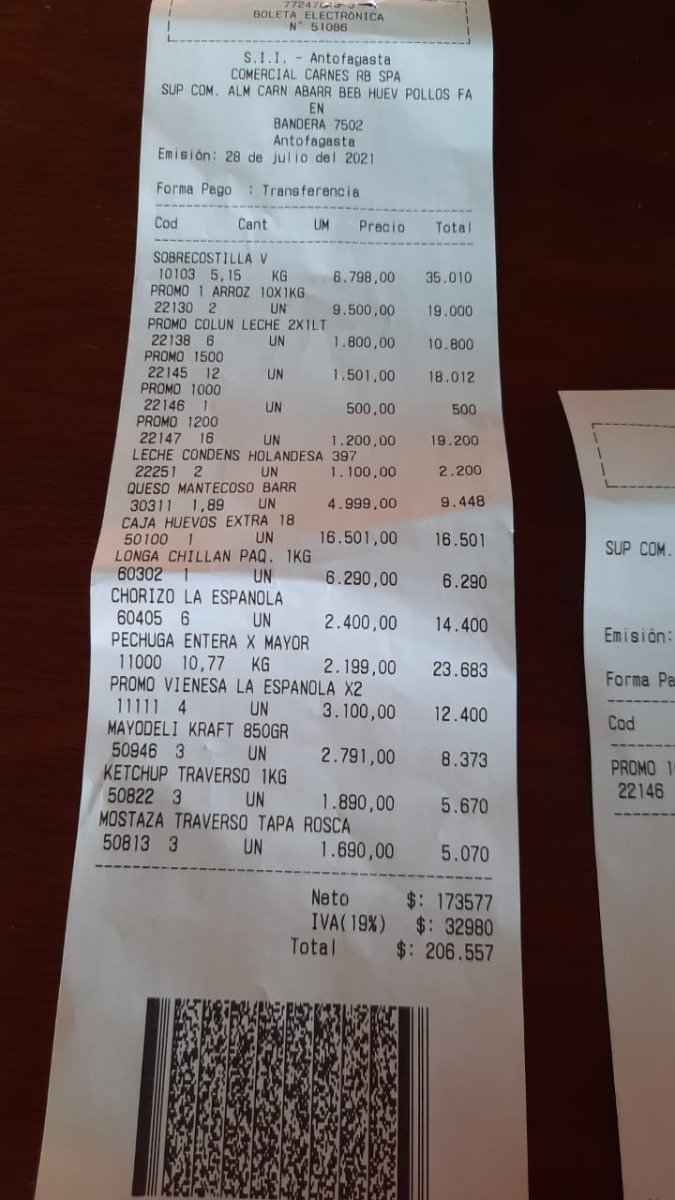 BOLETA ELECTRÓNICA
N° 51086
S.I.I. - Antofagasta
COMERCIAL CARNES RB SPA
SUP COM. ALM CARN ABARR BEB HUEV POLLOS FA
EN
BANDERA 7502
Antofagasta
Emisión: 28 de julio del 2021
Forma Pago : Transferencia
Cod Cant UM Precio Total
SOBRECOSTILLA V
10103 5,15 KG 6.798,00 35.010
PROMO 1 ARROZ 10X1KG
22130 2 UN 9.500,00 19.000
PROMO COLUN LECHE 2X1LT
22138 6 UN 1.800,00 10.800
PROMO 1500
22145 12 UN 1.501,00 18.012
PROMO 1000
22146 1 UN 500,00 500
PROMO 1200
22147 16 UN 1.200,00 19.200
LECHE CONDENS HOLANDESA 397
22251 2 UN 1.100,00 2.200
QUESO MANTECOSO BARR
30311 1,89 UN 4.999,00 9.448
CAJA HUEVOS EXTRA 18
50100 1 UN 16.501,00 16.501
LONGA CHILLAN PAQ. 1KG
60302 1 UN 6.290,00 6.290
CHORIZO LA ESPANOLA
60405 6 UN 2.400,00 14.400
PECHUGA ENTERA X MAYOR
11000 10,77 KG 2.199,00 23.683
PROMO VIENESA LA ESPANOLA X2
11111 4 UN 3.100,00 12.400
MAYODELI KRAFT 850GR
50946 3 UN 2.791,00 8.373
KETCHUP TRAVERSO 1KG
50822 3 UN 1.890,00 5.670
MOSTAZA TRAVERSO TAPA ROSCA
50813 3 UN 1.690,00 5.070
Neto $: 173577
IVA(19%) $: 32980
Total $: 206.557
SUP COM.
Emisión:
Forma Pa
Cod
PROMO 1
22146